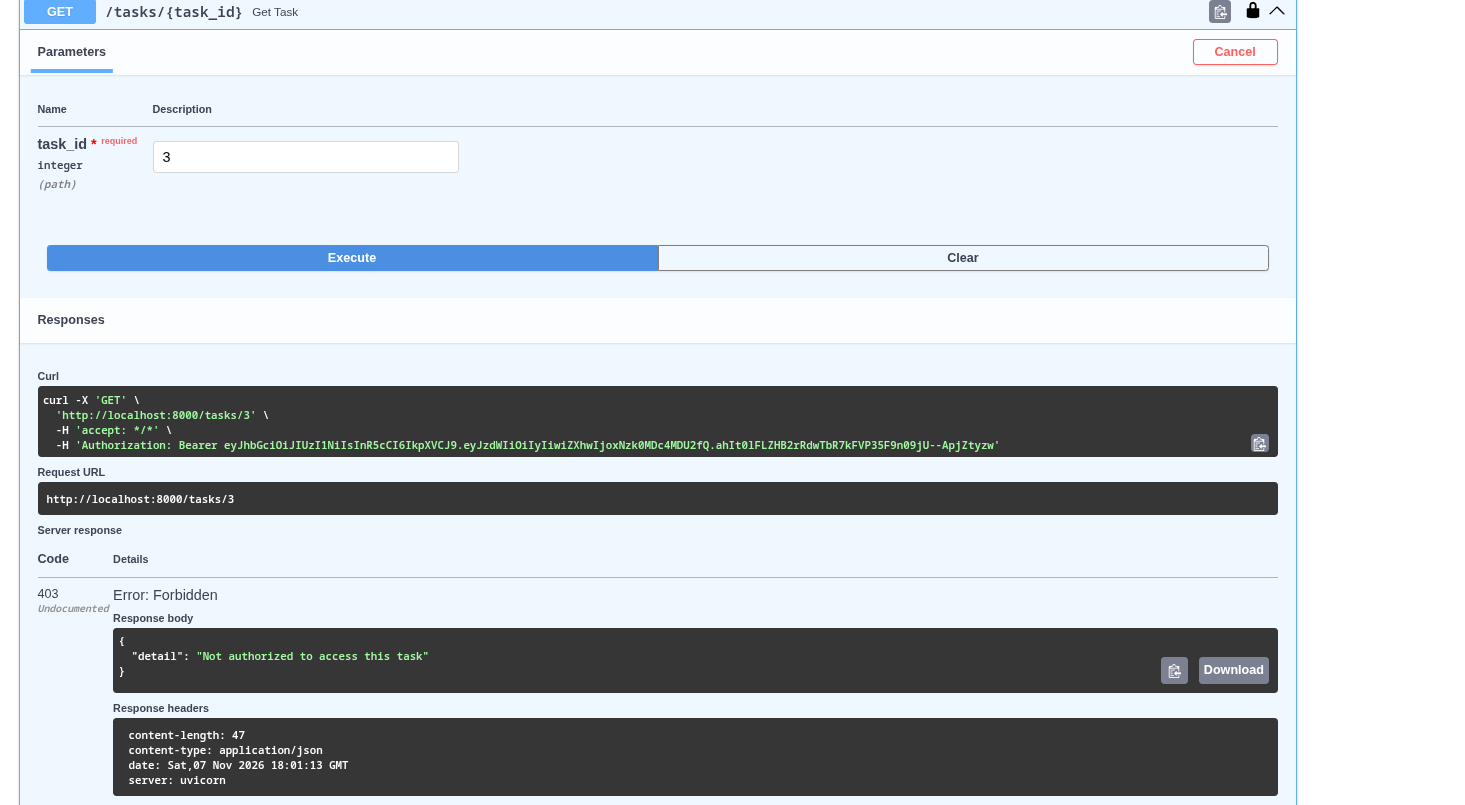 GET /tasks/{task_id} Get Task
Parameters
Cancel
Name Description
task_id * required
integer
(path)
3
Execute
Clear
Responses
Curl
curl -X 'GET' \
'http://localhost:8000/tasks/3' \
-H 'accept: */*' \
-H 'Authorization: Bearer eyJhbGciOiJIUzI1NiIsInR5cCI6IkpXVCJ9.eyJzdWIiOiIyIiwiZXhwIjoxNzk0MDc4MDU2fQ.ahIt0lFLZHB2rRdwTbR7kFVP35F9n09jU--ApjZtyzw'
Request URL
http://localhost:8000/tasks/3
Server response
Code Details
403
Undocumented
Error: Forbidden
Response body
{
"detail": "Not authorized to access this task"
}
Download
Response headers
content-length: 47
content-type: application/json
date: Sat,07 Nov 2026 18:01:13 GMT
server: uvicorn